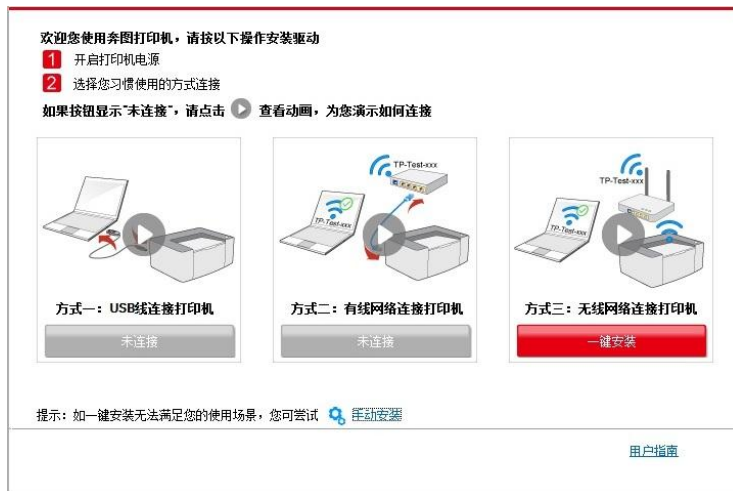 欢迎您使用奔图打印机，请按以下操作安装驱动
1 开启打印机电源
2 选择您习惯使用的方式连接
如果按钮显示"未连接"，请点击 查看动画，为您演示如何连接
TP-Test-xxx
TP-Test-xxx
TP-Test-xxx
TP-Test-xxx
方式一：USB线连接打印机
方式二：有线网络连接打印机
方式三：无线网络连接打印机
未连接
未连接
一键安装
提示：如一键安装无法满足您的使用场景，您可尝试 手动安装
用户指南